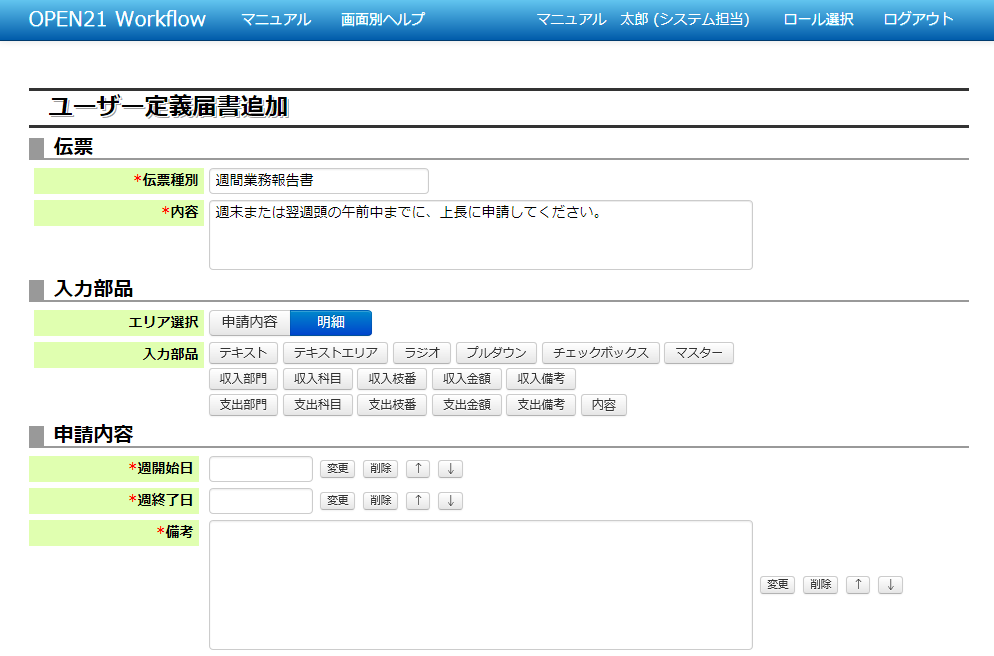 OPEN21 Workflow マニュアル 画面別ヘルプ マニュアル 太郎 (システム担当) ロール選択 ログアウト
ユーザー定義届書追加
伝票
*伝票種別 週間業務報告書
*内容 週末または翌週頭の午前中までに、上長に申請してください。
入力部品
エリア選択 申請内容 明細
入力部品 テキスト テキストエリア ラジオ プルダウン チェックボックス マスター
収入部門 収入科目 収入枝番 収入金額 収入備考
支出部門 支出科目 支出枝番 支出金額 支出備考 内容
申請内容
*週開始日 変更 削除 ↑ ↓
*週終了日 変更 削除 ↑ ↓
*備考
変更 削除 ↑ ↓